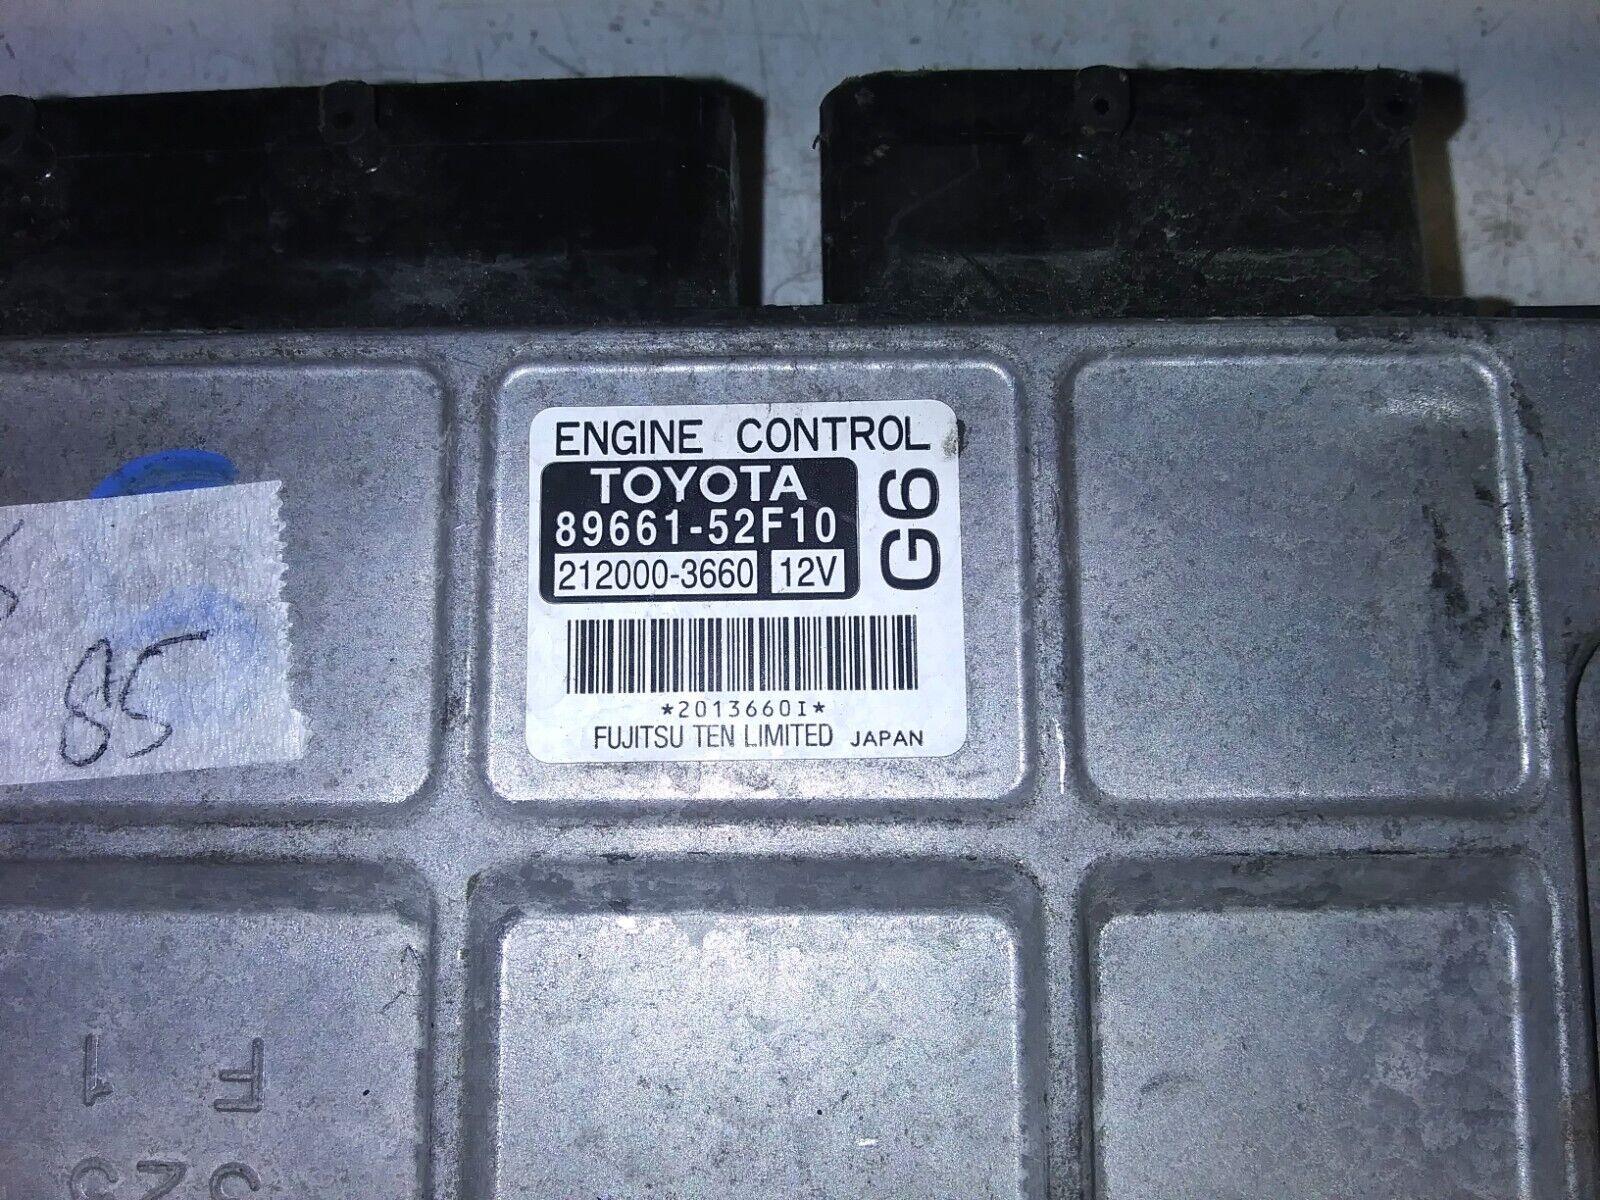 ENGINE CONTROL
TOYOTA
89661-52F10
212000-3660 12V
G6
*2013660I*
FUJITSU TEN LIMITED JAPAN
85